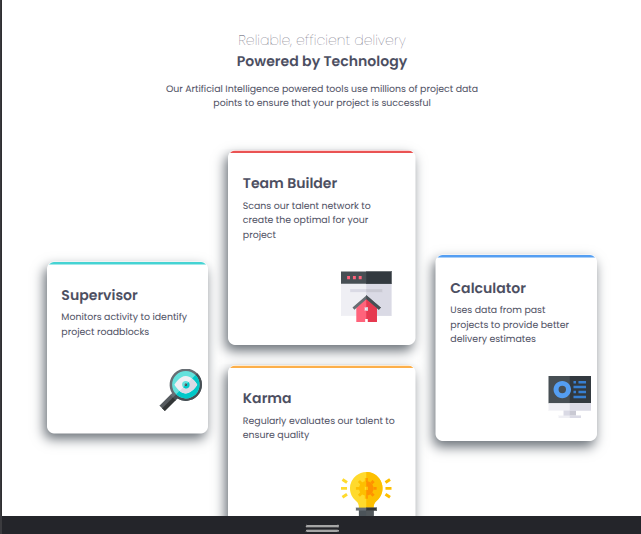 Reliable, efficient delivery
Powered by Technology
Our Artificial Intelligence powered tools use millions of project data
points to ensure that your project is successful
Team Builder
Scans our talent network to
create the optimal for your
project
Supervisor
Monitors activity to identify
project roadblocks
Calculator
Uses data from past
projects to provide better
delivery estimates
Karma
Regularly evaluates our talent to
ensure quality